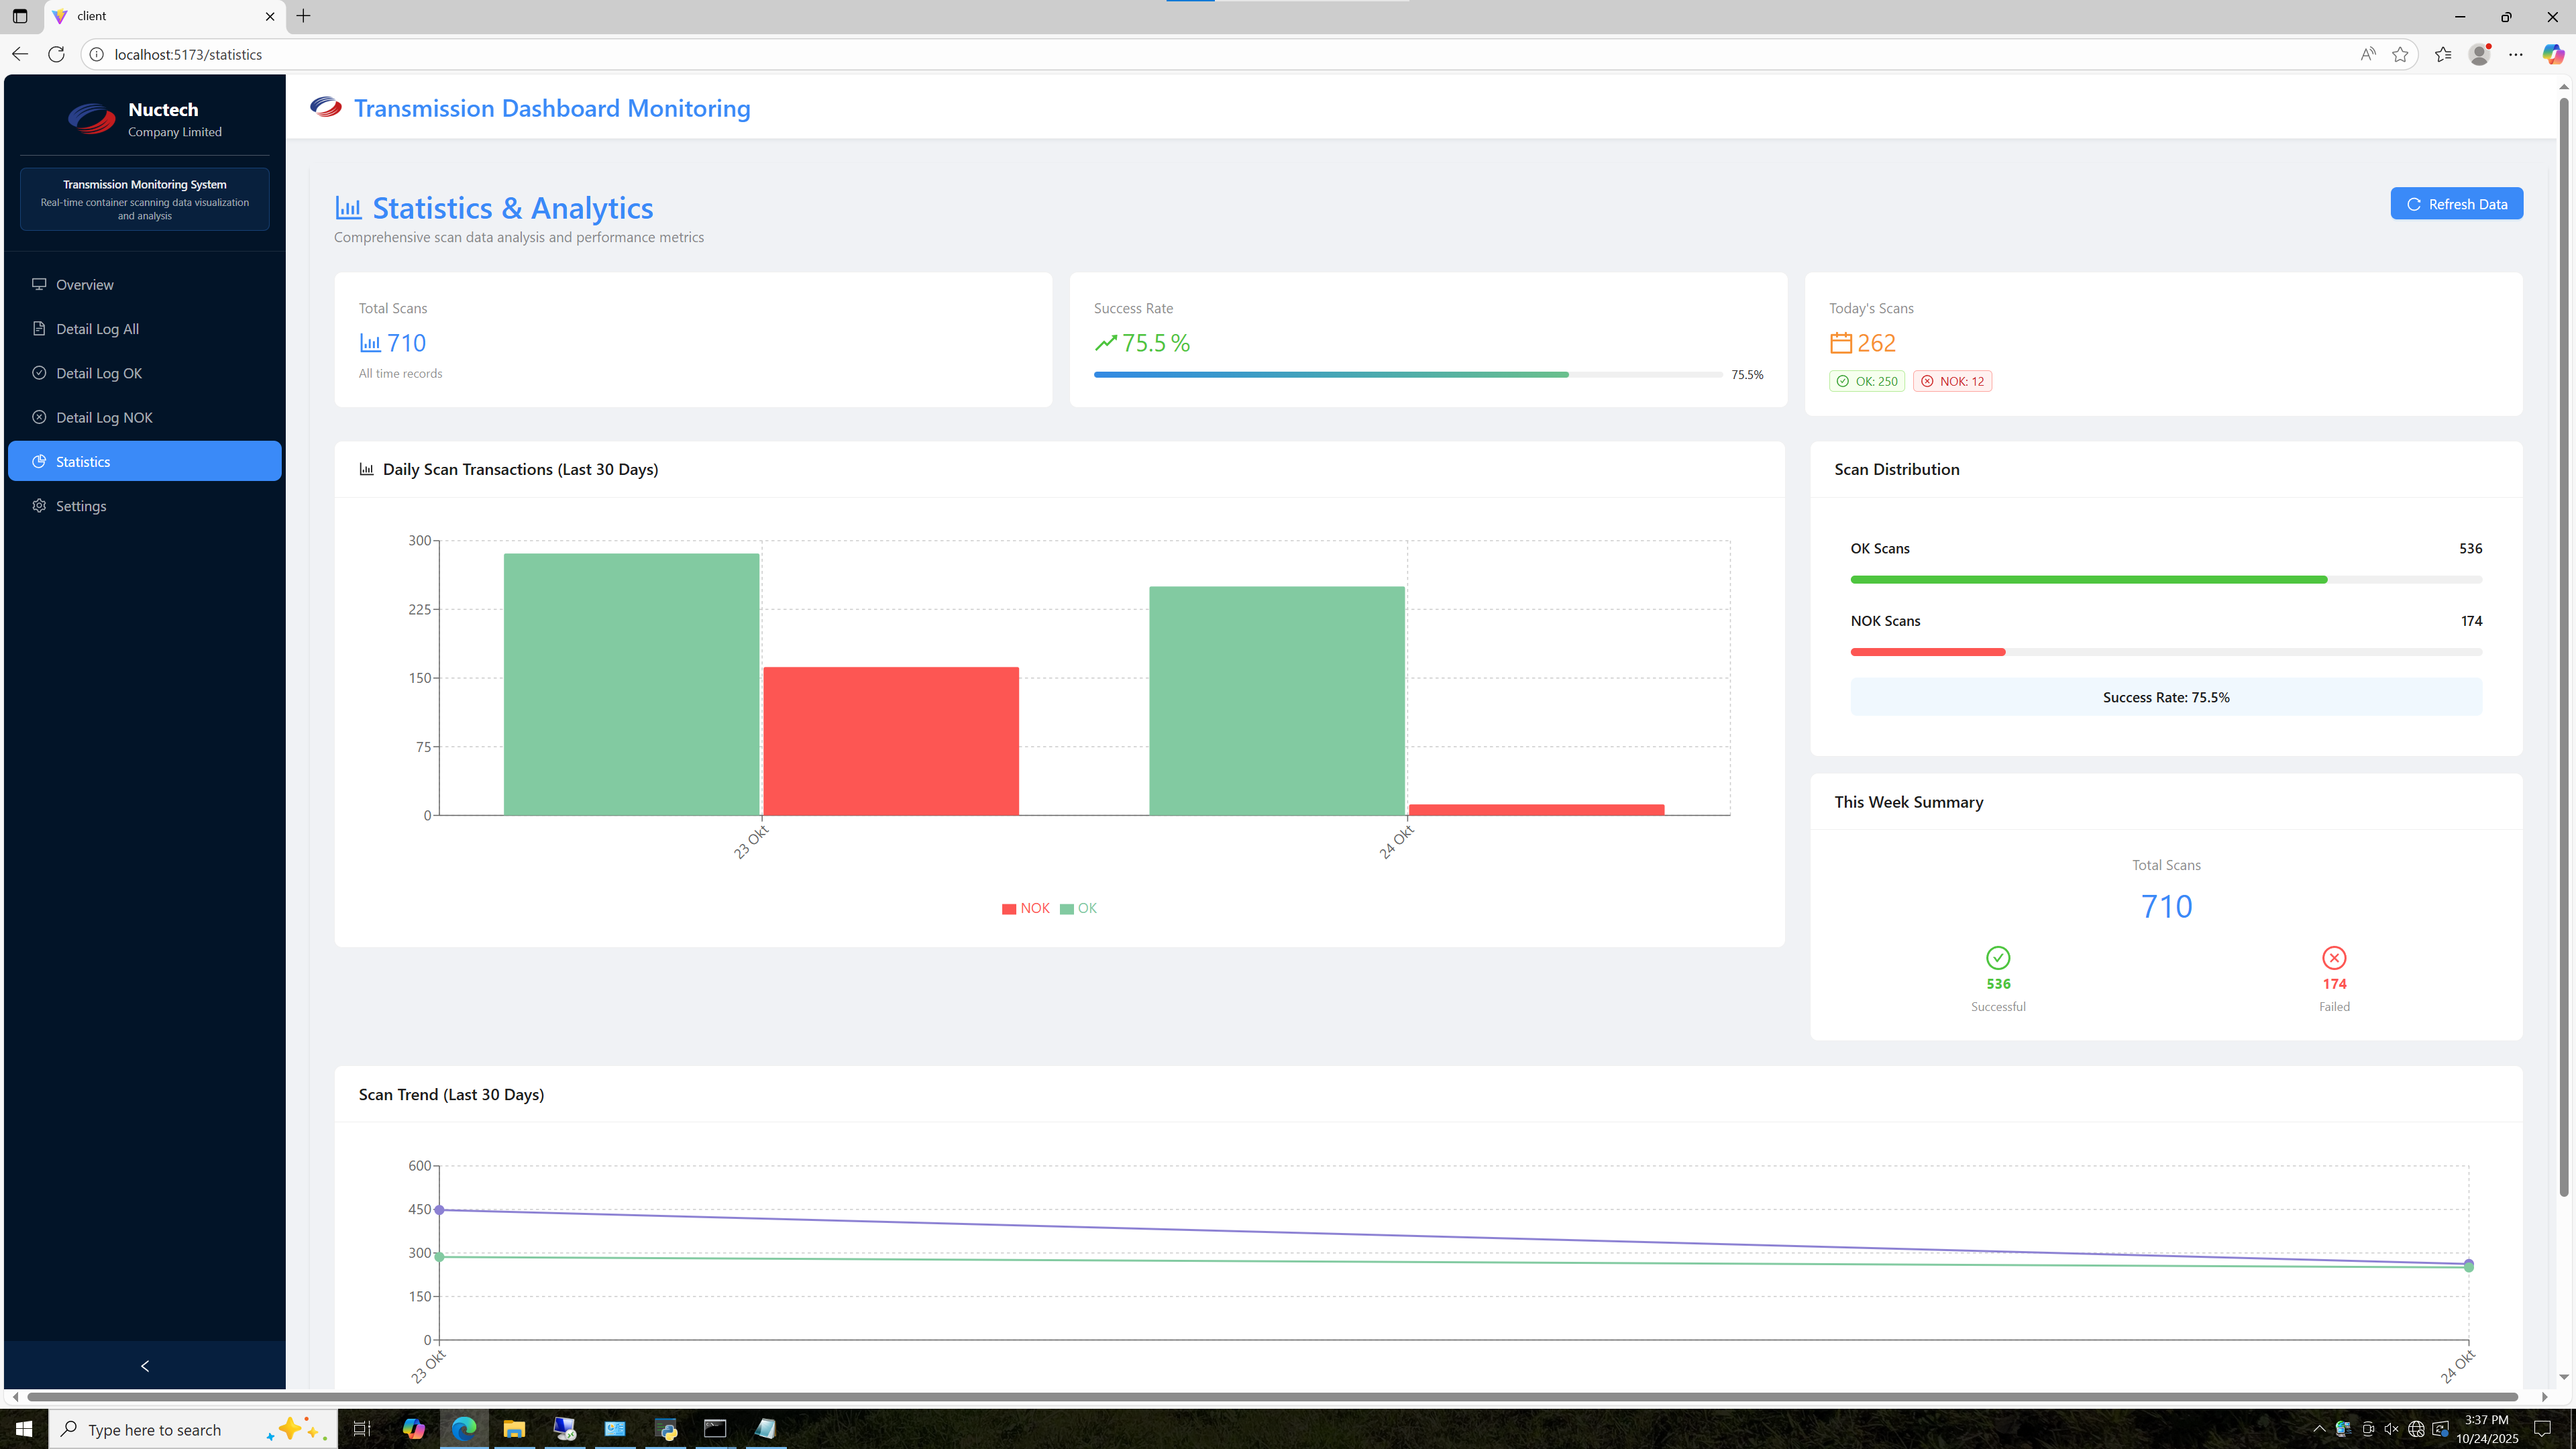 client
localhost:5173/statistics
Nuctech
Company Limited
Transmission Monitoring System
Real-time container scanning data visualization
and analysis
Overview
Detail Log All
Detail Log OK
Detail Log NOK
Statistics
Settings
Transmission Dashboard Monitoring
Statistics & Analytics
Comprehensive scan data analysis and performance metrics
Refresh Data
Total Scans
710
All time records
Success Rate
75.5 %
75.5%
Today's Scans
262
OK: 250 NOK: 12
Daily Scan Transactions (Last 30 Days)
300
225
150
75
0
23 Okt 24 Okt
NOK OK
Scan Distribution
OK Scans 536
NOK Scans 174
Success Rate: 75.5%
This Week Summary
Total Scans
710
536 174
Successful Failed
Scan Trend (Last 30 Days)
600
450
300
150
0
23 Okt 24 Okt
Type here to search
3:37 PM
10/24/2025